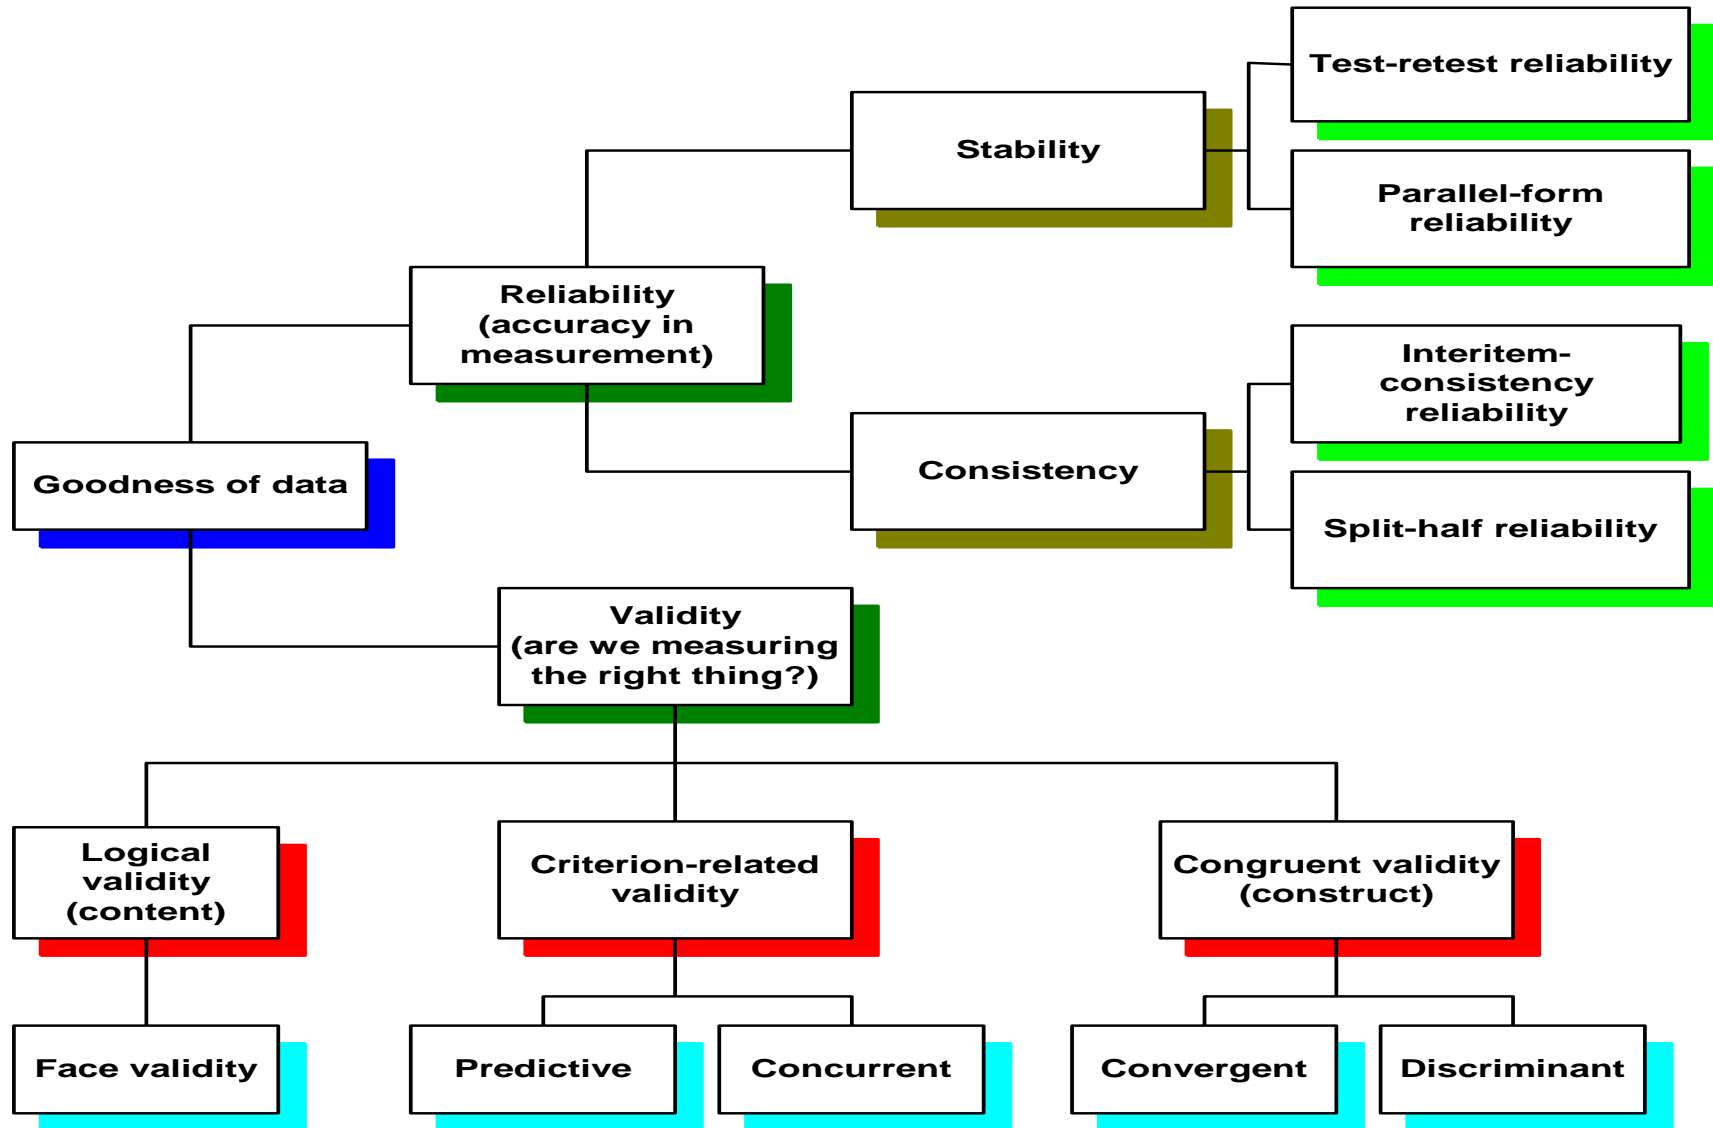 Test-retest reliability
Stability
Parallel-form
reliability
Reliability
(accuracy in
measurement)
Interitem-
consistency
reliability
Consistency
Goodness of data
Split-half reliability
Validity
(are we measuring
the right thing?)
Logical
validity
(content)
Criterion-related
validity
Congruent validity
(construct)
Face validity
Predictive
Concurrent
Convergent
Discriminant